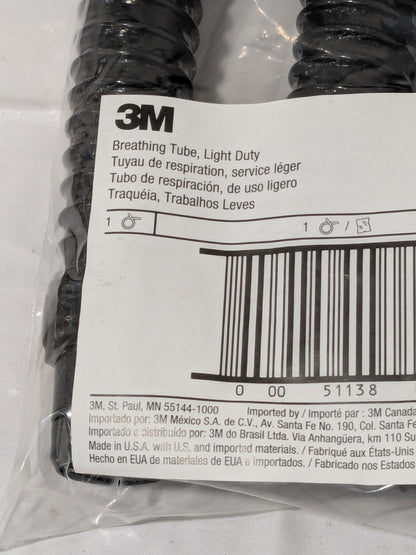 3M
Breathing Tube, Light Duty
Tuyau de respiration, service léger
Tubo de respiración, de uso ligero
Traquéia, Trabalhos Leves
1 1 /
0 00 51138
3M, St. Paul, MN 55144-1000 Imported by / Importé par : 3M Canada
Importado por: 3M México S.A. de C.V., Av. Santa Fe No. 190, Col. Santa Fe
Importado e distribuído por: 3M do Brasil Ltda. Via Anhangüera, km 110 Su
Made in U.S.A. with U.S. and imported materials. / Fabriqué aux États-Unis
Hecho en EUA de materiales de EUA e importados. / Fabricado nos Estados